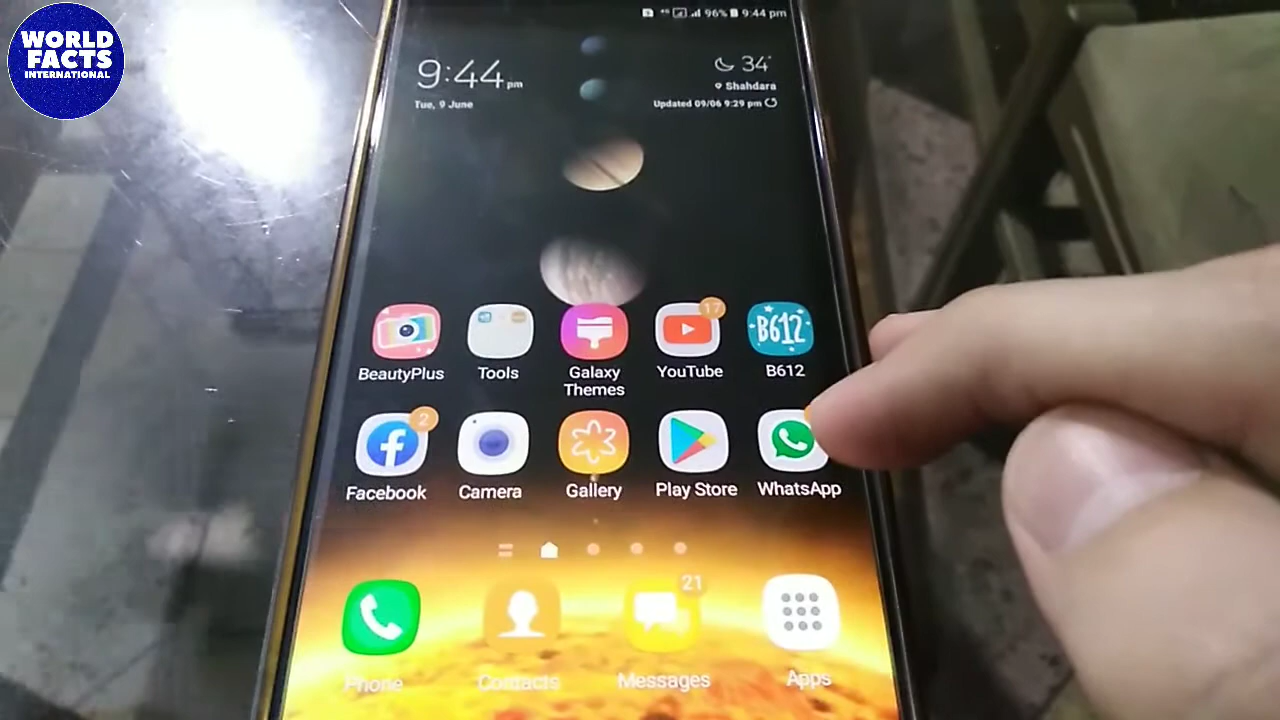 WORLD
FACTS
INTERNATIONAL
4G 96% 9:44 pm
9:44 pm
34°
Tue, 9 June
Shahdara
Updated 09/06 9:29 pm
17
B612
BeautyPlus
Tools
Galaxy
Themes
YouTube
B612
2
Facebook
Camera
Gallery
Play Store
WhatsApp
21
Phone
Contacts
Messages
Apps